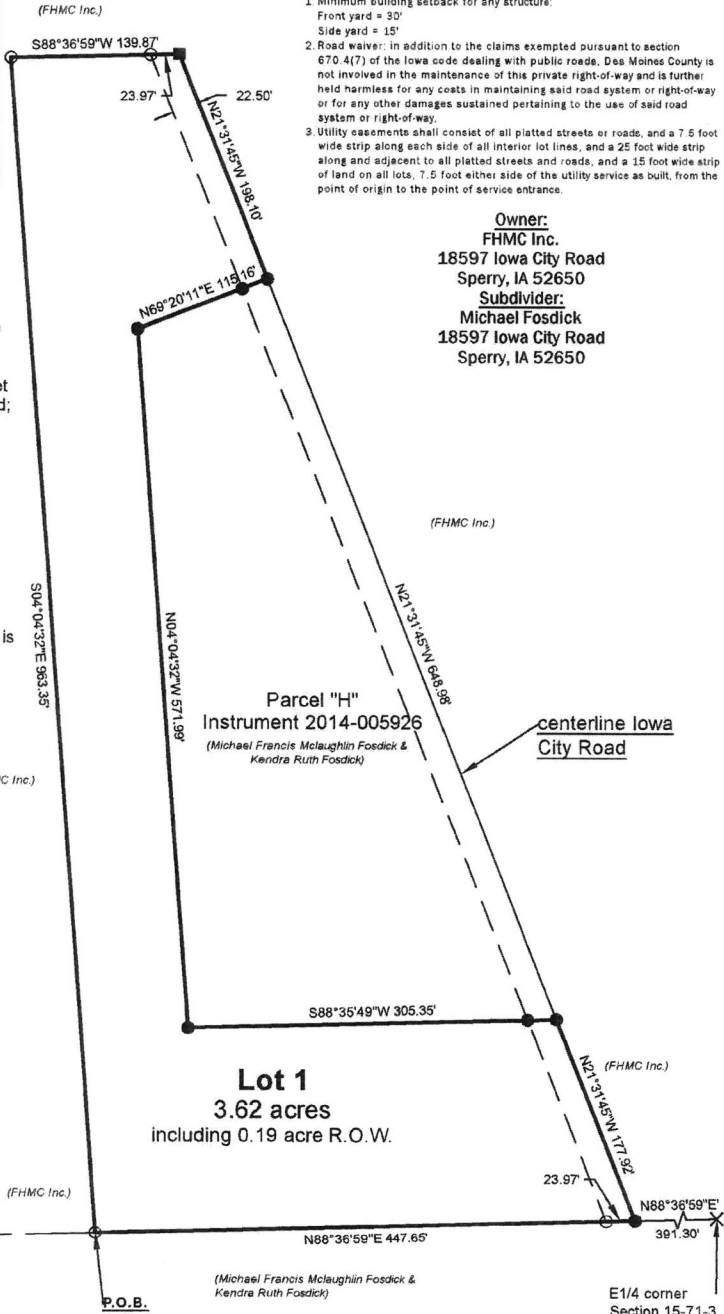 (FHMC Inc.)
1. Minimum building setback for any structure:
Front yard = 30'
Side yard = 15'
2. Road waiver: in addition to the claims exempted pursuant to section
670.4(7) of the Iowa code dealing with public roads, Des Moines County is
not involved in the maintenance of this private right-of-way and is further
held harmless for any costs in maintaining said road system or right-of-way
or for any other damages sustained pertaining to the use of said road
system or right-of-way.
3. Utility easements shall consist of all platted streets or roads, and a 7.5 foot
wide strip along each side of all interior lot lines, and a 25 foot wide strip
along and adjacent to all platted streets and roads, and a 15 foot wide strip
of land on all lots, 7.5 foot either side of the utility service as built, from the
point of origin to the point of service entrance.
S88°36'59"W 139.87'
23.97'
22.50'
N21°31'45"W 198.10'
Owner:
FHMC Inc.
18597 Iowa City Road
Sperry, IA 52650
Subdivider:
Michael Fosdick
18597 Iowa City Road
Sperry, IA 52650
N69°20'11"E 115.16'
d;
(FHMC Inc.)
S04°04'32"E 963.35'
N04°04'32"W 571.99'
N21°31'45"W 648.98'
is
Parcel "H"
Instrument 2014-005926
(Michael Francis Mclaughlin Fosdick &
Kendra Ruth Fosdick)
centerline Iowa
City Road
C Inc.)
S88°35'49"W 305.35'
Lot 1
3.62 acres
including 0.19 acre R.O.W.
N21°31'45"W 177.92'
(FHMC Inc.)
(FHMC Inc.)
23.97'
N88°36'59"E
391.30'
N88°36'59"E 447.65'
(Michael Francis Mclaughlin Fosdick &
Kendra Ruth Fosdick)
P.O.B.
E1/4 corner
Section 15-71-3